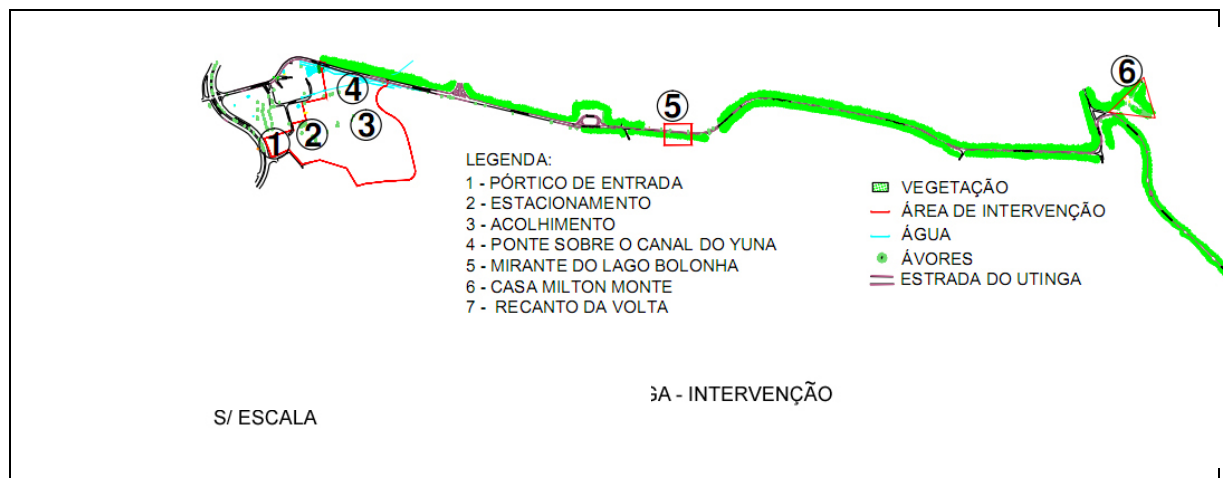 1
2
3
4
5
6
LEGENDA:
1 - PÓRTICO DE ENTRADA
2 - ESTACIONAMENTO
3 - ACOLHIMENTO
4 - PONTE SOBRE O CANAL DO YUNA
5 - MIRANTE DO LAGO BOLONHA
6 - CASA MILTON MONTE
7 - RECANTO DA VOLTA
VEGETAÇÃO
ÁREA DE INTERVENÇÃO
ÁGUA
ÁVORES
ESTRADA DO UTINGA
GA - INTERVENÇÃO
S/ ESCALA